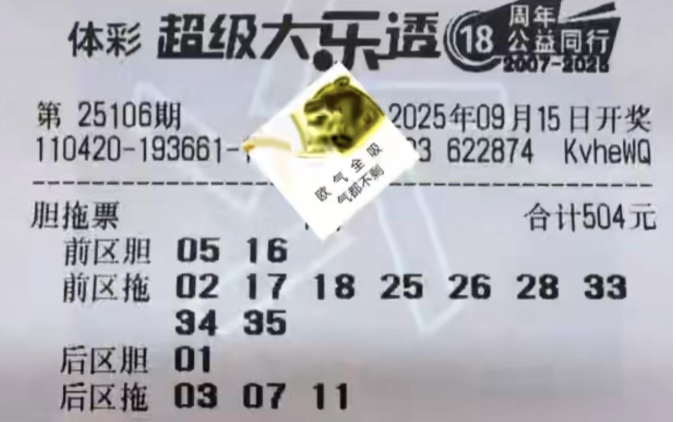 体彩 超级大乐透 18 周年
公益同行
2007-2025
第 25106期 2025年09月15日开奖
110420-193661- 622874 KvheWQ
欧气全吸
气都不剩
胆拖票 合计504元
前区胆 05 16
前区拖 02 17 18 25 26 28 33
34 35
后区胆 01
后区拖 03 07 11